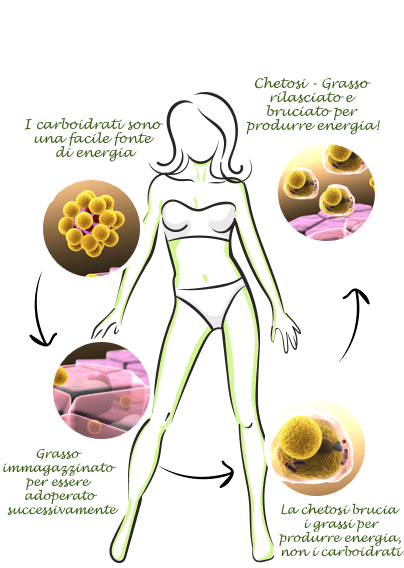 Chetosi - Grasso
rilasciato e
bruciato per
produrre energia!
I carboidrati sono
una facile fonte
di energia
Grasso
immagazzinato
per essere
adoperato
successivamente
La chetosi brucia
i grassi per
produrre energia,
non i carboidrati